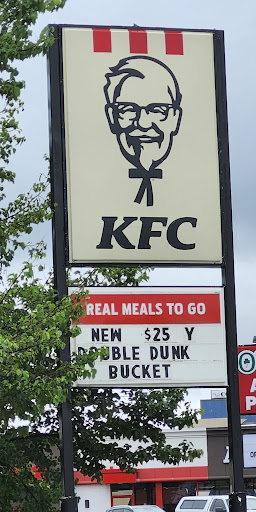 KFC
REAL MEALS TO GO
NEW $25 Y
UBLE DUNK
BUCKET